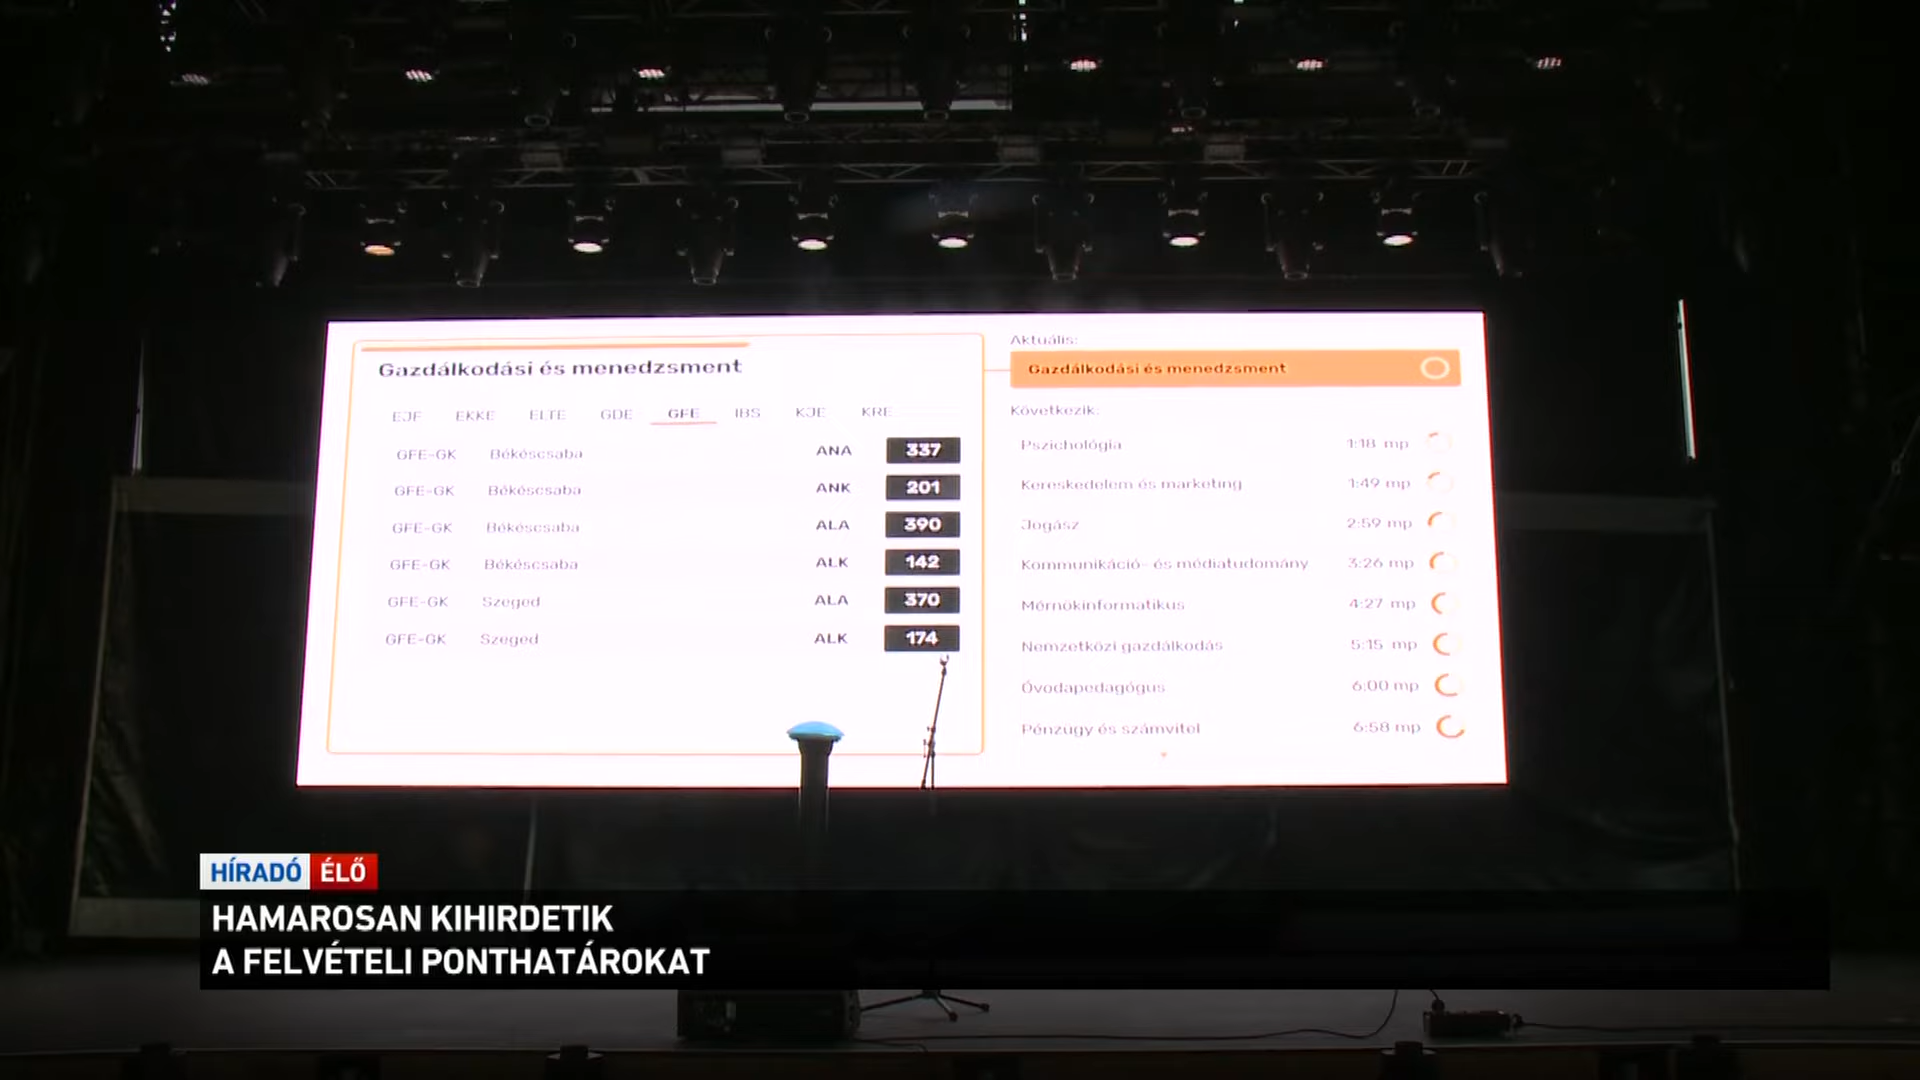 Gazdálkodási és menedzsment
EJF EKKE ELTE GDE GFE IBS KJE KRE
GFE-GK Békéscsaba ANA 337
GFE-GK Békéscsaba ANK 201
GFE-GK Békéscsaba ALA 390
GFE-GK Békéscsaba ALK 142
GFE-GK Szeged ALA 370
GFE-GK Szeged ALK 174
Aktuális:
Gazdálkodási és menedzsment
Következik:
Pszichológia 1:18 mp
Kereskedelem és marketing 1:49 mp
Jogász 2:59 mp
Kommunikáció- és médiatudomány 3:26 mp
Mérnökinformatikus 4:27 mp
Nemzetközi gazdálkodás 5:15 mp
Óvodapedagógus 6:00 mp
Pénzügy és számvitel 6:58 mp
HÍRADÓ ÉLŐ
HAMAROSAN KIHIRDETIK
A FELVÉTELI PONTHATÁROKAT